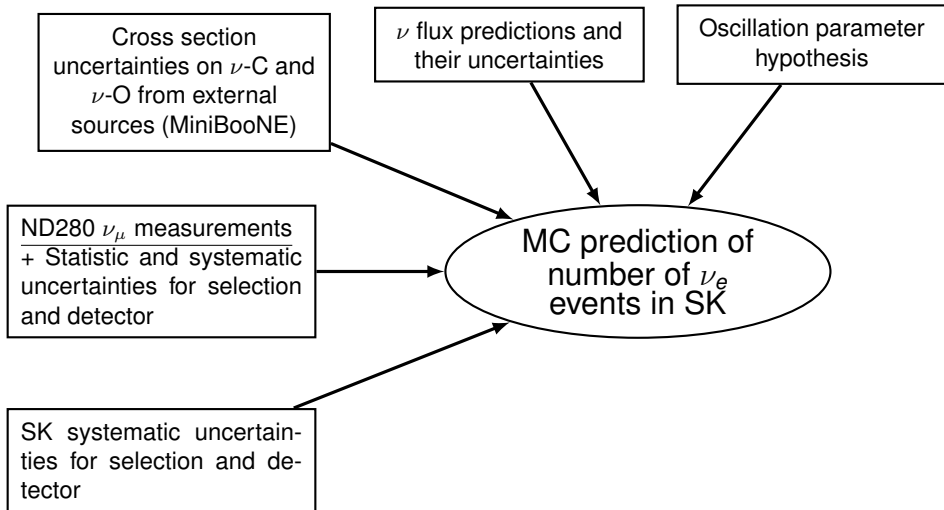 Cross section
uncertainties on ν-C and
ν-O from external
sources (MiniBooNE)
ν flux predictions and
their uncertainties
Oscillation parameter
hypothesis
ND280 νμ measurements
+ Statistic and systematic
uncertainties for selection
and detector
MC prediction of
number of νe
events in SK
SK systematic uncertain-
ties for selection and de-
tector